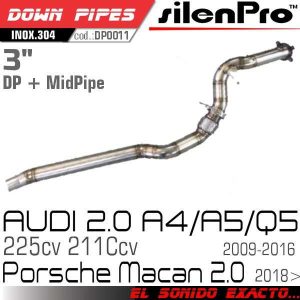 DOWN PIPES
silenPro™
INOX.304 cod.:DP0011
3"
DP + MidPipe
AUDI 2.0 A4/A5/Q5
225cv 211Ccv 2009-2016
Porsche Macan 2.0 2018>
EL SONIDO EXACTO...